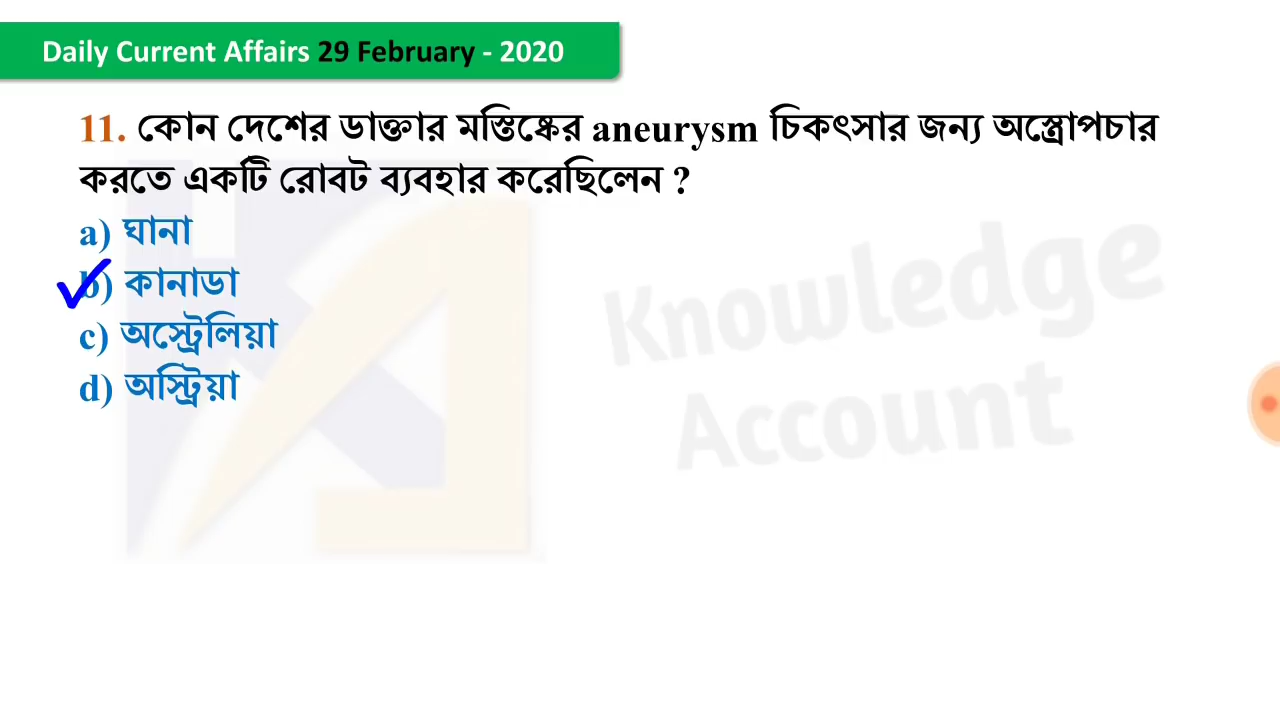 Daily Current Affairs 29 February - 2020
11. কোন দেশের ডাক্তার মস্তিষ্কের aneurysm চিকৎসার জন্য অস্ত্রোপচার
করতে একটি রোবট ব্যবহার করেছিলেন ?
a) ঘানা
b) কানাডা
c) অস্ট্রেলিয়া
d) অস্ট্রিয়া
Knowledge
Account